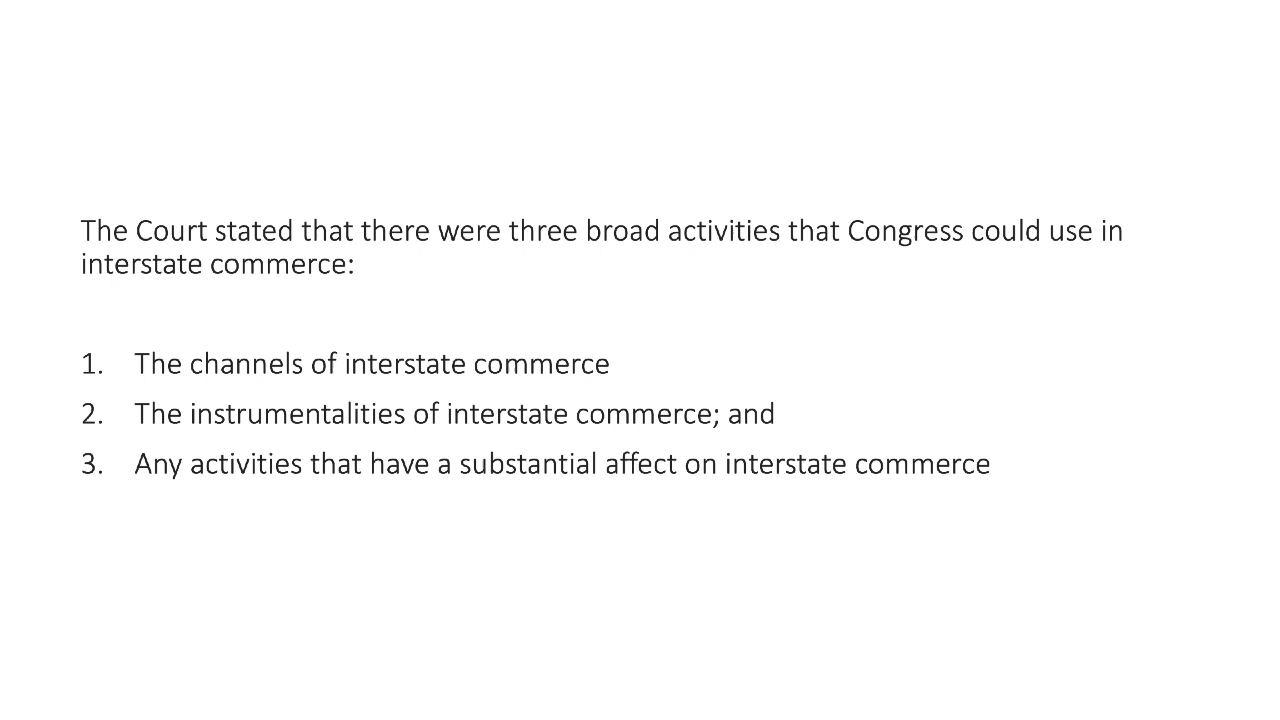 The Court stated that there were three broad activities that Congress could use in
interstate commerce:
1. The channels of interstate commerce
2. The instrumentalities of interstate commerce; and
3. Any activities that have a substantial affect on interstate commerce